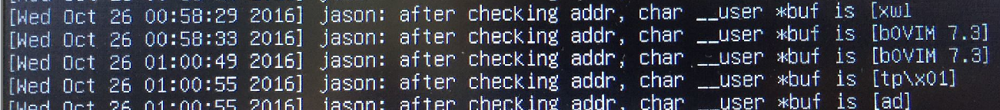 [Wed Oct 26 00:58:29 2016] jason: after checking addr, char __user *buf is [xwl
[Wed Oct 26 00:58:33 2016] jason: after checking addr, char __user *buf is [b0VIM 7.3]
[Wed Oct 26 01:00:49 2016] jason: after checking addr, char __user *buf is [b0VIM 7.3]
[Wed Oct 26 01:00:55 2016] jason: after checking addr, char __user *buf is [tp\x01]
[Wed Oct 26 01:00:55 2016] jason: after checking addr, char __user *buf is [ad]